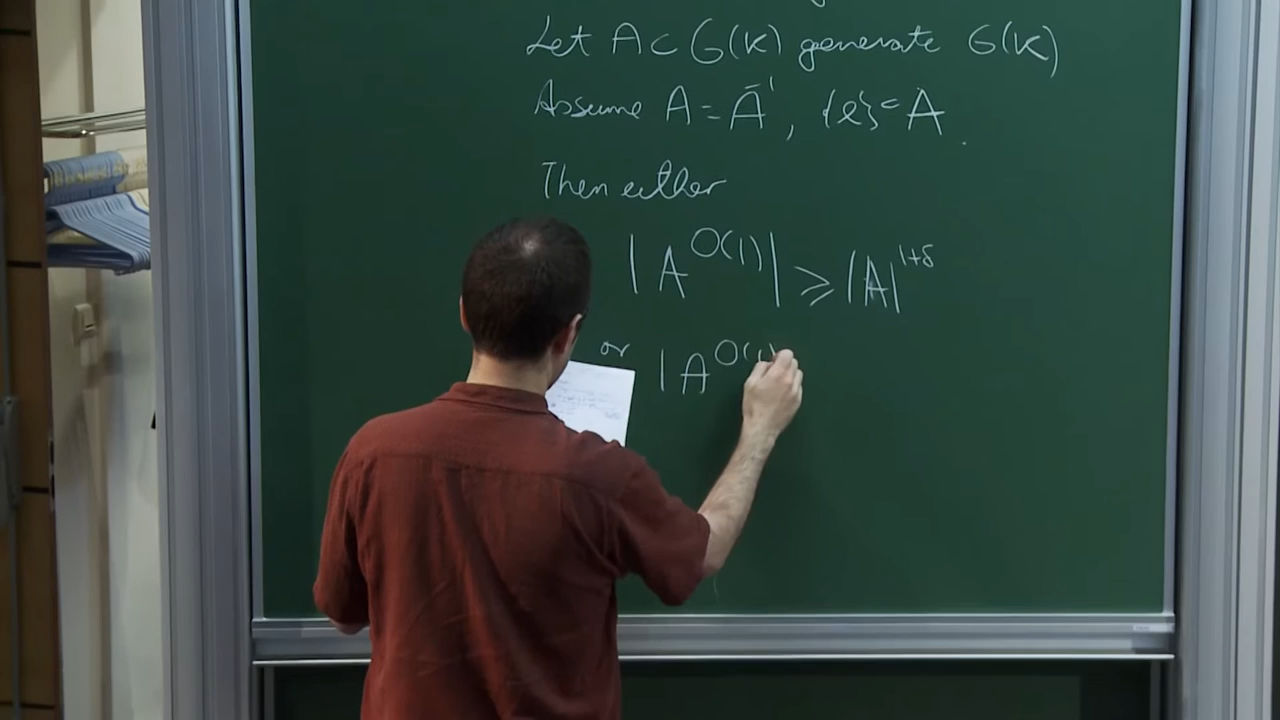 Let A ⊂ G(K) generate G(K)
Assume A = A⁻¹, {e} ⊂ A.
Then either
|A^{O(1)}| ⩾ |A|^{1+δ}
or |A^{O(1)}